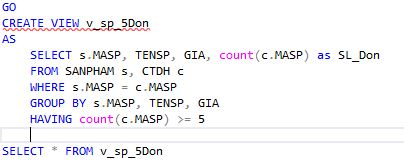 GO
CREATE VIEW v_sp_5Don
AS
SELECT s.MASP, TENSP, GIA, count(c.MASP) as SL_Don
FROM SANPHAM s, CTDH c
WHERE s.MASP = c.MASP
GROUP BY s.MASP, TENSP, GIA
HAVING count(c.MASP) >= 5
SELECT * FROM v_sp_5Don